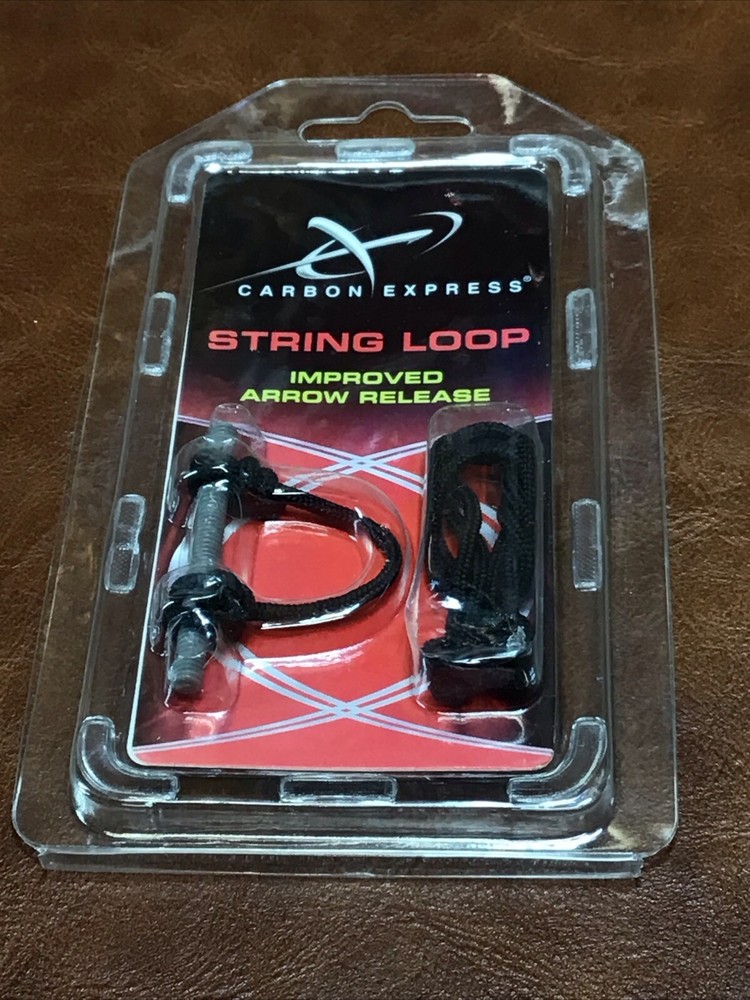 CARBON EXPRESS®
STRING LOOP
IMPROVED
ARROW RELEASE